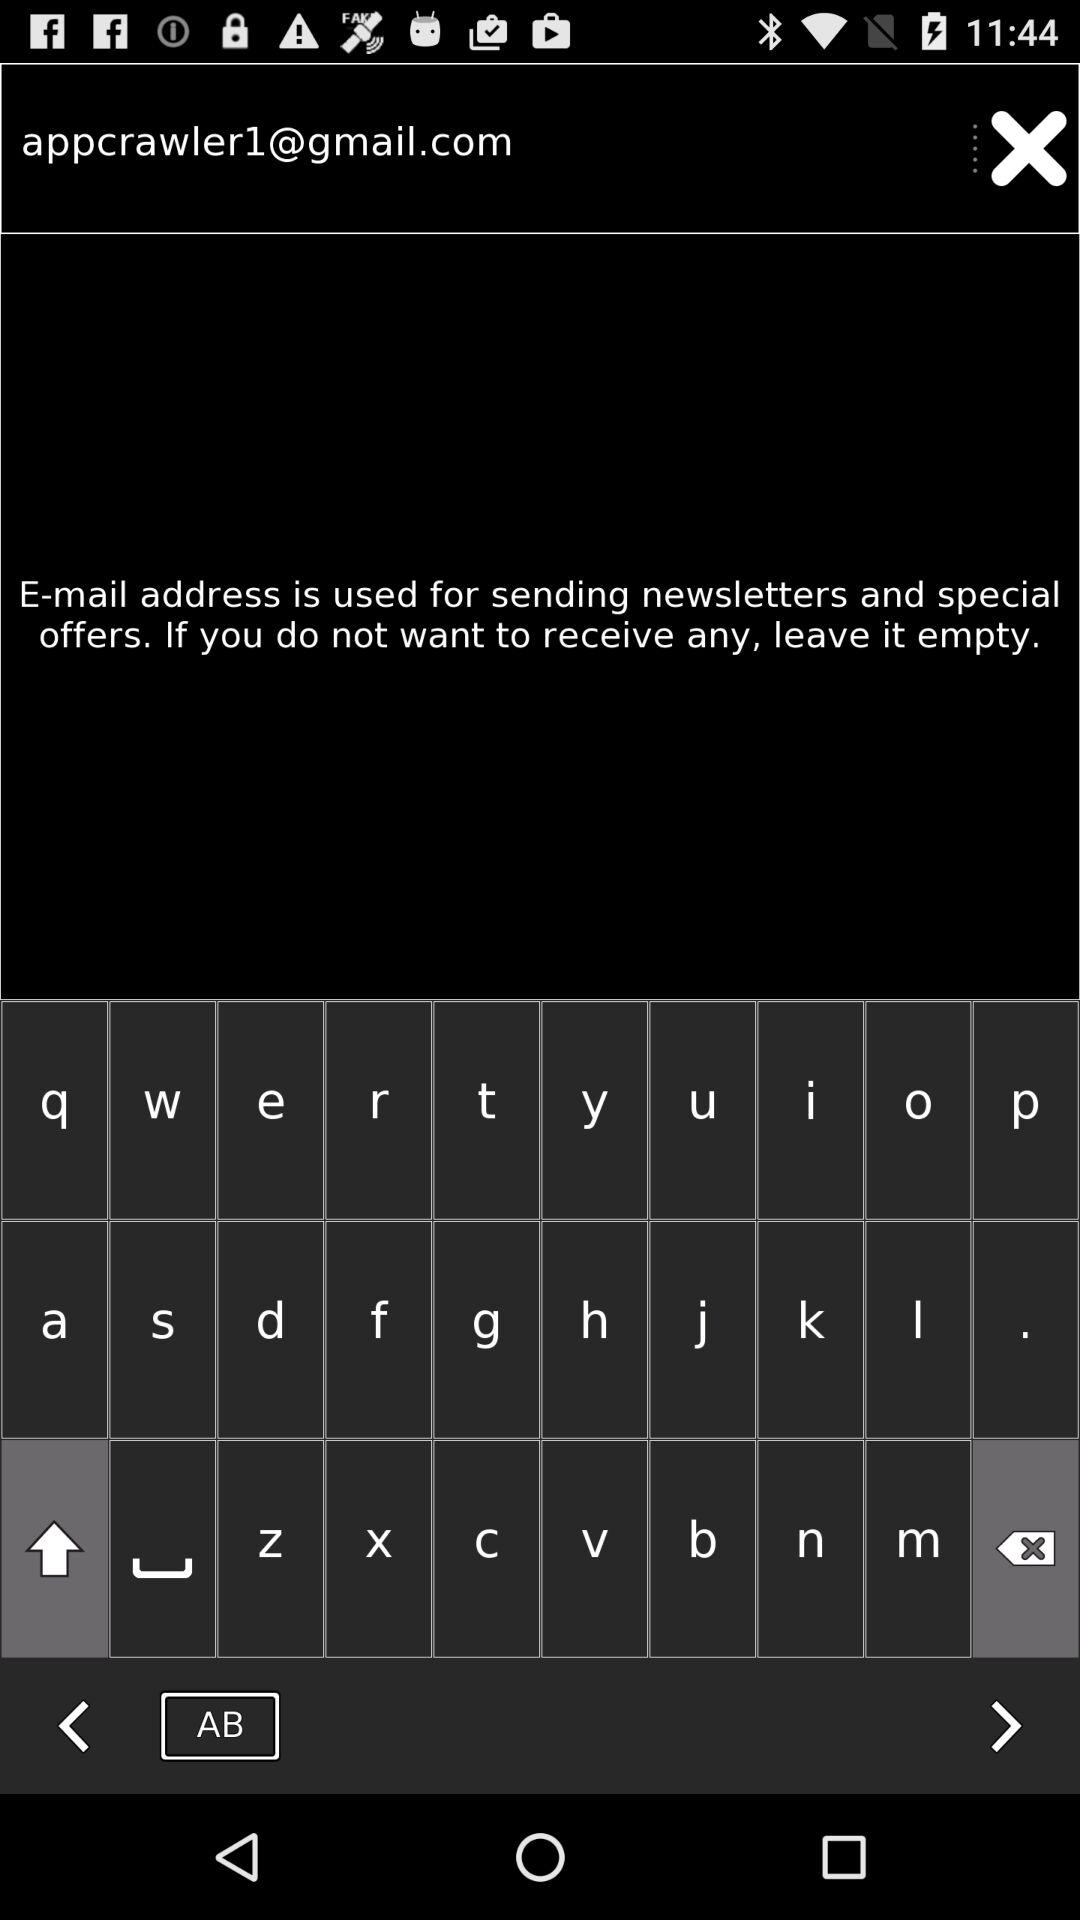 FAKE 11:44
appcrawler1@gmail.com
E-mail address is used for sending newsletters and special
offers. If you do not want to receive any, leave it empty.
q w e r t y u i o p
a s d f g h j k l .
z x c v b n m
AB